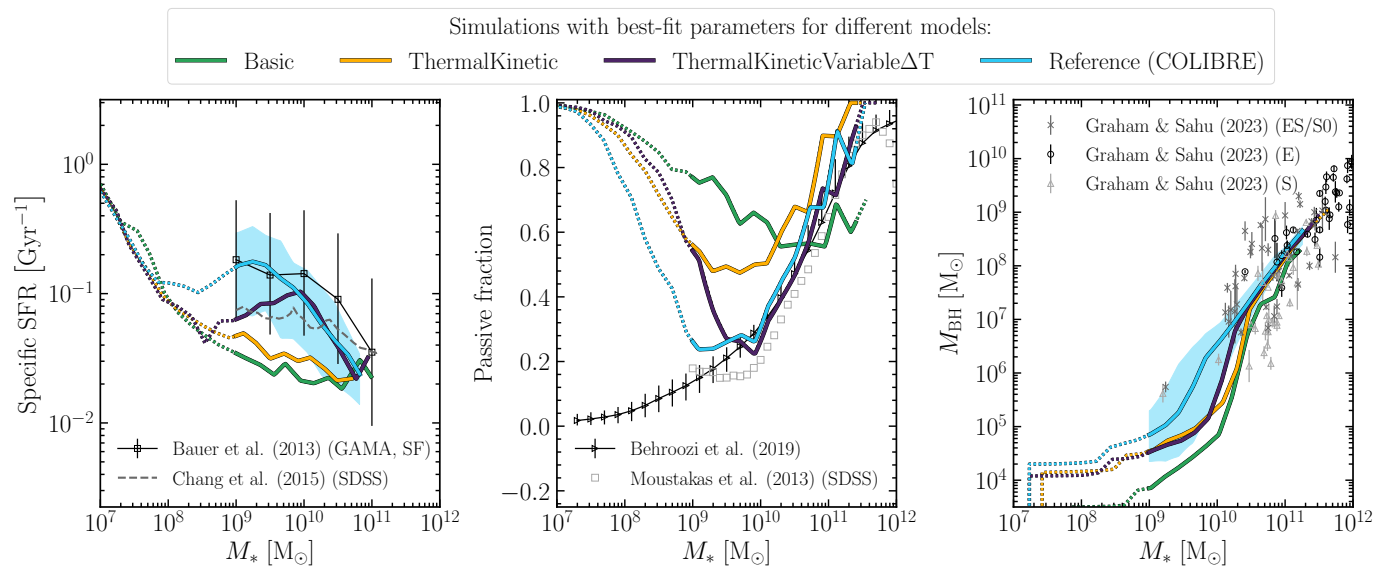 Simulations with best-fit parameters for different models:
Basic ThermalKinetic ThermalKineticVariableΔT Reference (COLIBRE)
Specific SFR [Gyr⁻¹]
10⁰
10⁻¹
10⁻²
Bauer et al. (2013) (GAMA, SF)
Chang et al. (2015) (SDSS)
10⁷ 10⁸ 10⁹ 10¹⁰ 10¹¹ 10¹²
M* [M⊙]
Passive fraction
1.0
0.8
0.6
0.4
0.2
0.0
−0.2
Behroozi et al. (2019)
Moustakas et al. (2013) (SDSS)
10⁷ 10⁸ 10⁹ 10¹⁰ 10¹¹ 10¹²
M* [M⊙]
M_BH [M⊙]
10¹¹
10¹⁰
10⁹
10⁸
10⁷
10⁶
10⁵
10⁴
Graham & Sahu (2023) (ES/S0)
Graham & Sahu (2023) (E)
Graham & Sahu (2023) (S)
10⁷ 10⁸ 10⁹ 10¹⁰ 10¹¹ 10¹²
M* [M⊙]